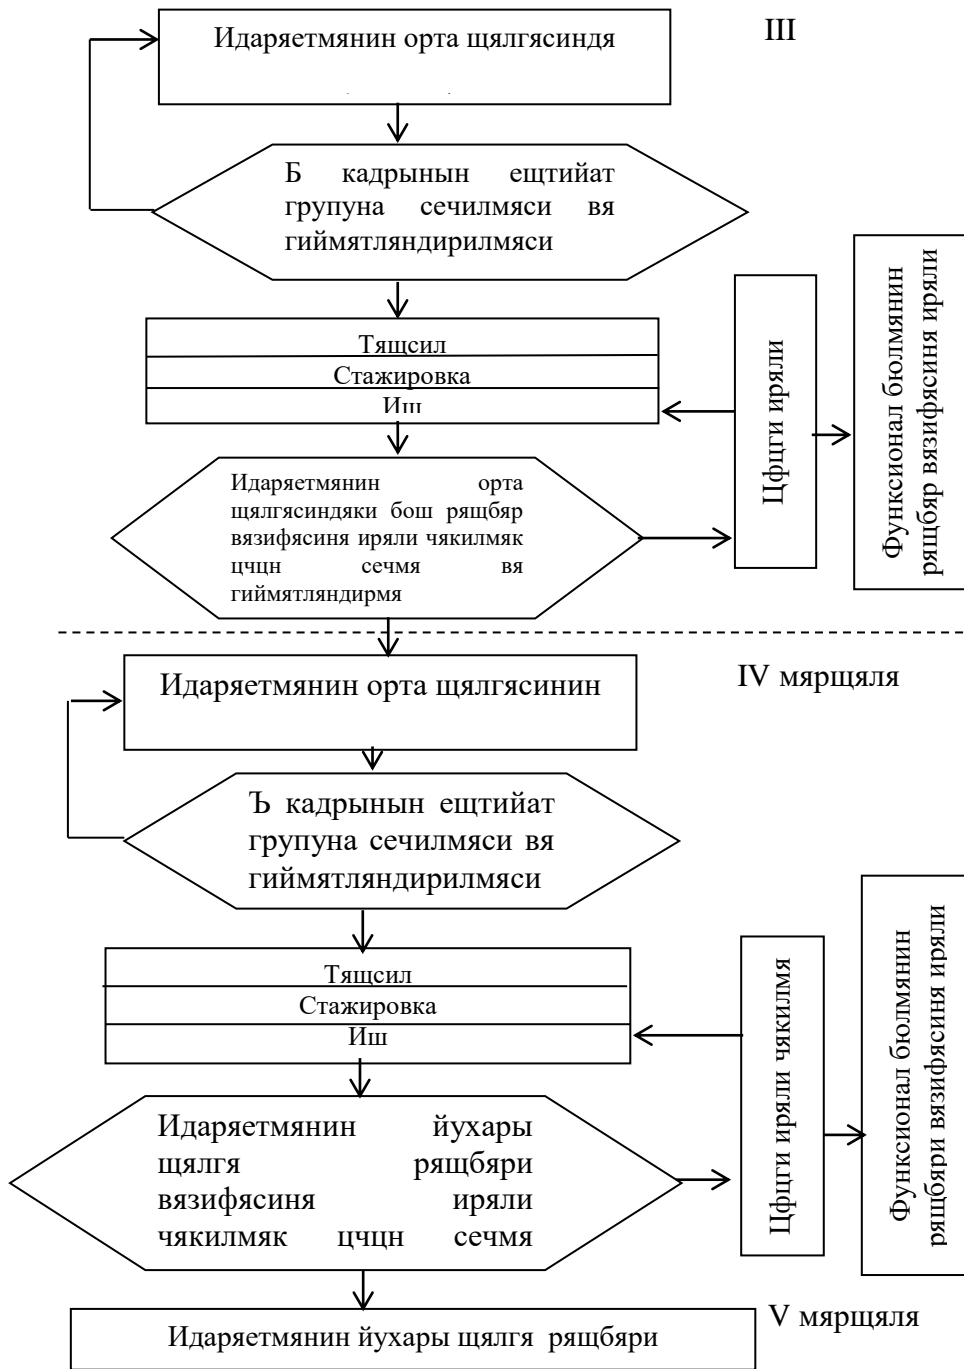 Идаряетмянин орта щялгясиндя
III
Б кадрынын ещтийат
групуна сечилмяси вя
гиймятляндирилмяси
Тящсил
Стажировка
Иш
Идаряетмянин орта
щялгясиндяки бош рящбяр
вязифясиня иряли чякилмяк
цчцн сечмя вя
гиймятляндирмя
Цфцги иряли
Функсионал бюлмянин
рящбяр вязифясиня иряли
IV мярщяля
Идаряетмянин орта щялгясинин
Ъ кадрынын ещтийат
групуна сечилмяси вя
гиймятляндирилмяси
Тящсил
Стажировка
Иш
Идаряетмянин йухары
щялгя рящбяри
вязифясиня иряли
чякилмяк цчцн сечмя
Цфцги иряли чякилмя
Функсионал бюлмянин
рящбяри вязифясиня иряли
V мярщяля
Идаряетмянин йухары щялгя рящбяри